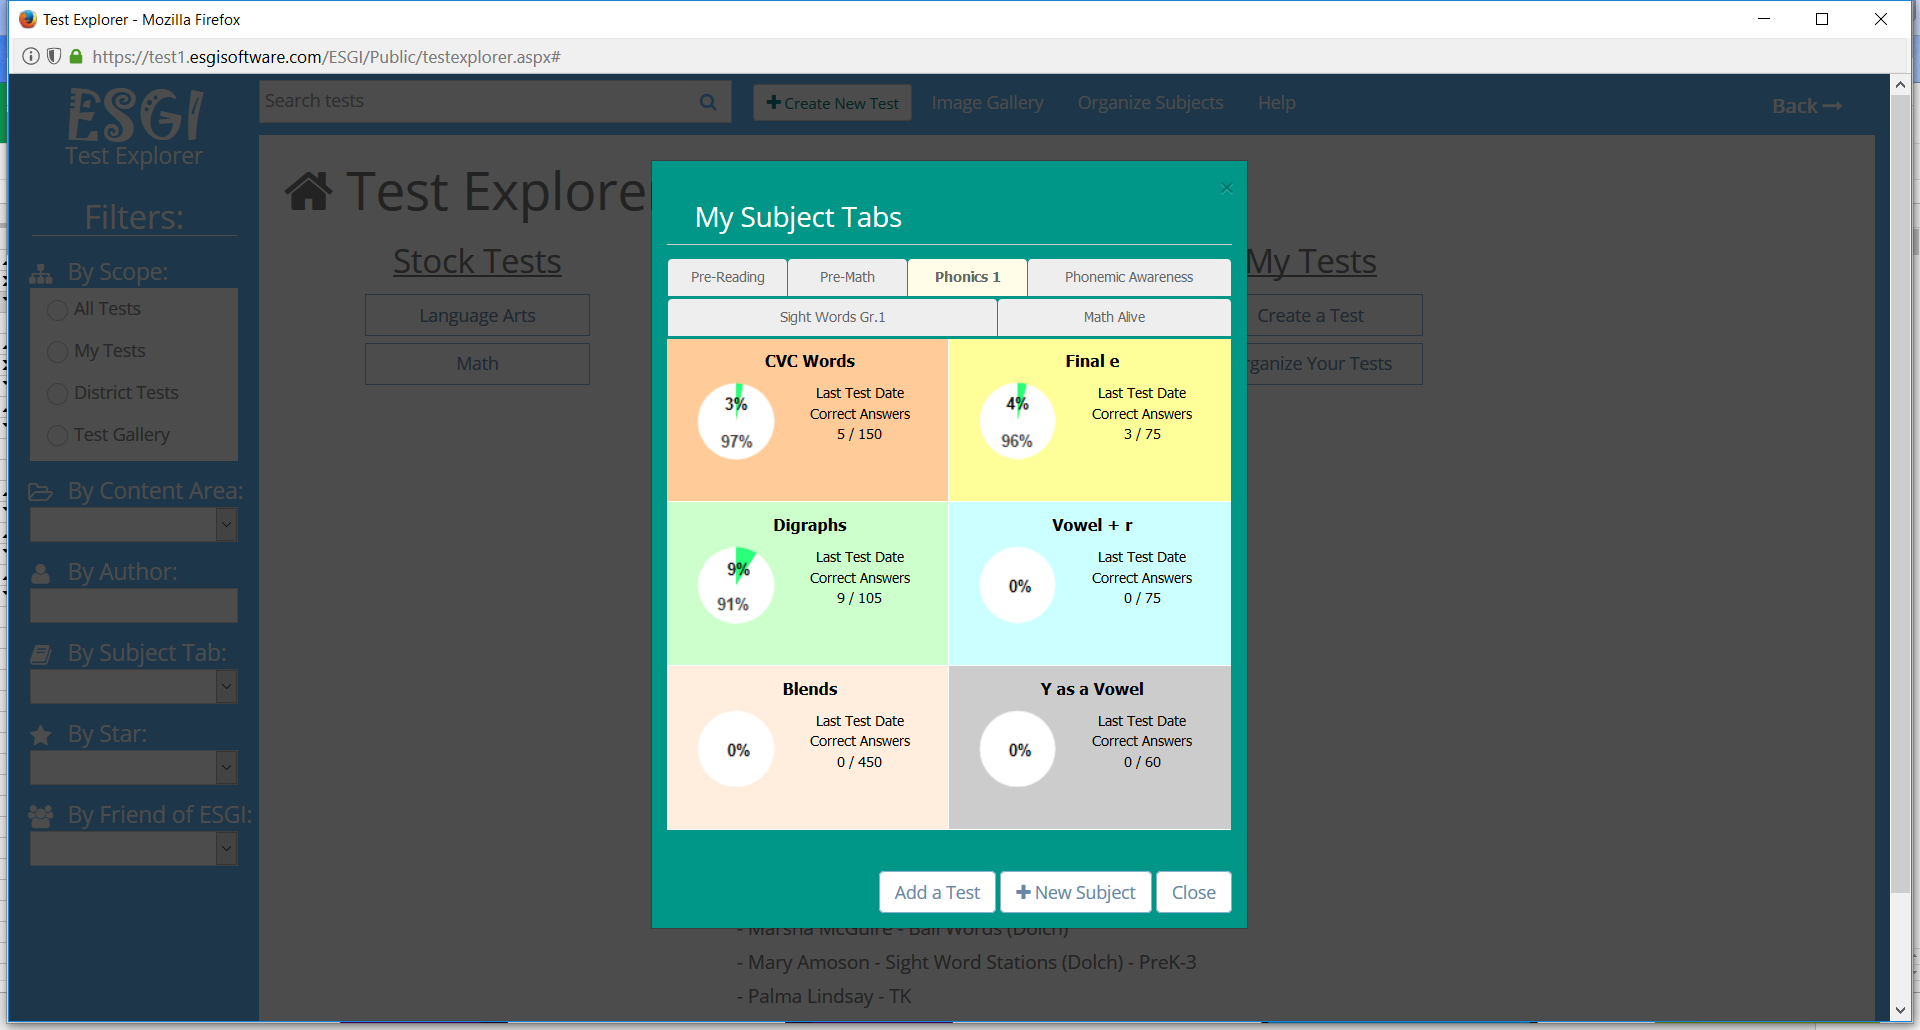 Test Explorer - Mozilla Firefox
https://test1.esgisoftware.com/ESGI/Public/testexplorer.aspx#
ESGI
Test Explorer
Search tests
Create New Test
Image Gallery
Organize Subjects
Help
Back
Filters:
By Scope:
All Tests
My Tests
District Tests
Test Gallery
By Content Area:
By Author:
By Subject Tab:
By Star:
By Friend of ESGI:
Test Explorer
Stock Tests
Language Arts
Math
My Tests
Create a Test
Organize Your Tests
×
My Subject Tabs
Pre-Reading
Pre-Math
Phonics 1
Phonemic Awareness
Sight Words Gr.1
Math Alive
CVC Words
3%
97%
Last Test Date
Correct Answers
5 / 150
Final e
4%
96%
Last Test Date
Correct Answers
3 / 75
Digraphs
9%
91%
Last Test Date
Correct Answers
9 / 105
Vowel + r
0%
Last Test Date
Correct Answers
0 / 75
Blends
0%
Last Test Date
Correct Answers
0 / 450
Y as a Vowel
0%
Last Test Date
Correct Answers
0 / 60
Add a Test
New Subject
Close
- Marsha McGuire - Ball Words (Dolch)
- Mary Amoson - Sight Word Stations (Dolch) - PreK-3
- Palma Lindsay - TK